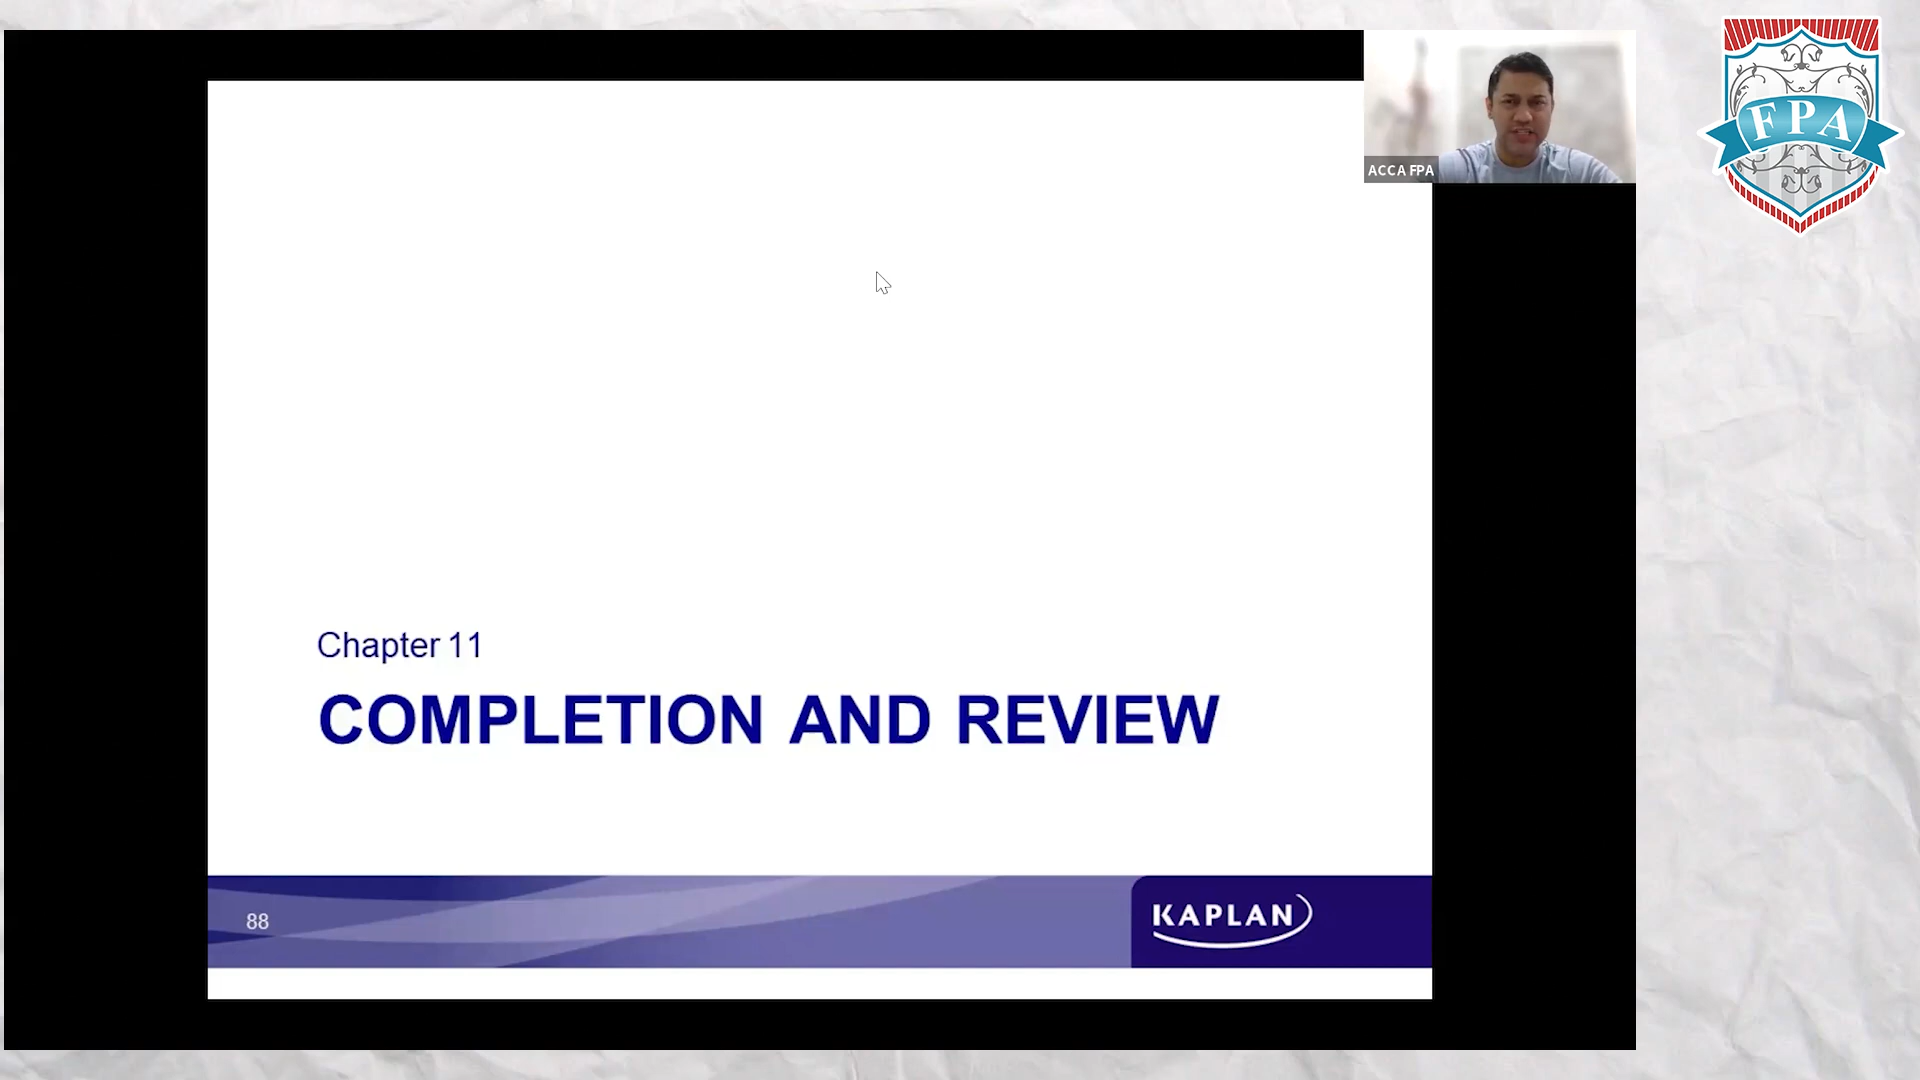 FPA
ACCA FPA
Chapter 11
COMPLETION AND REVIEW
88
KAPLAN